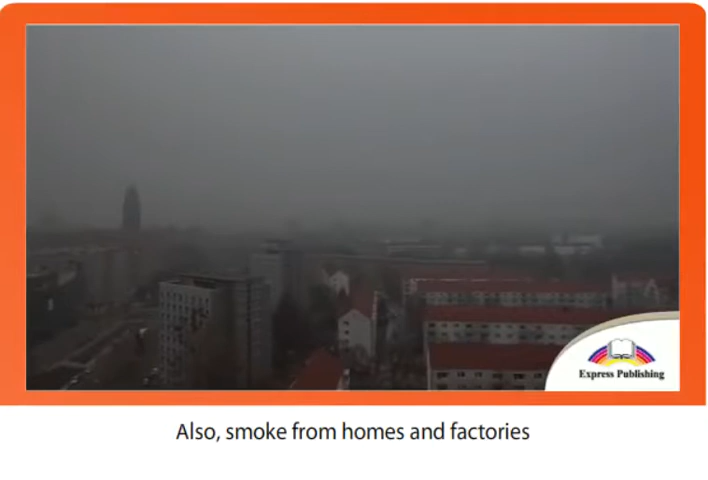 Express Publishing
Also, smoke from homes and factories